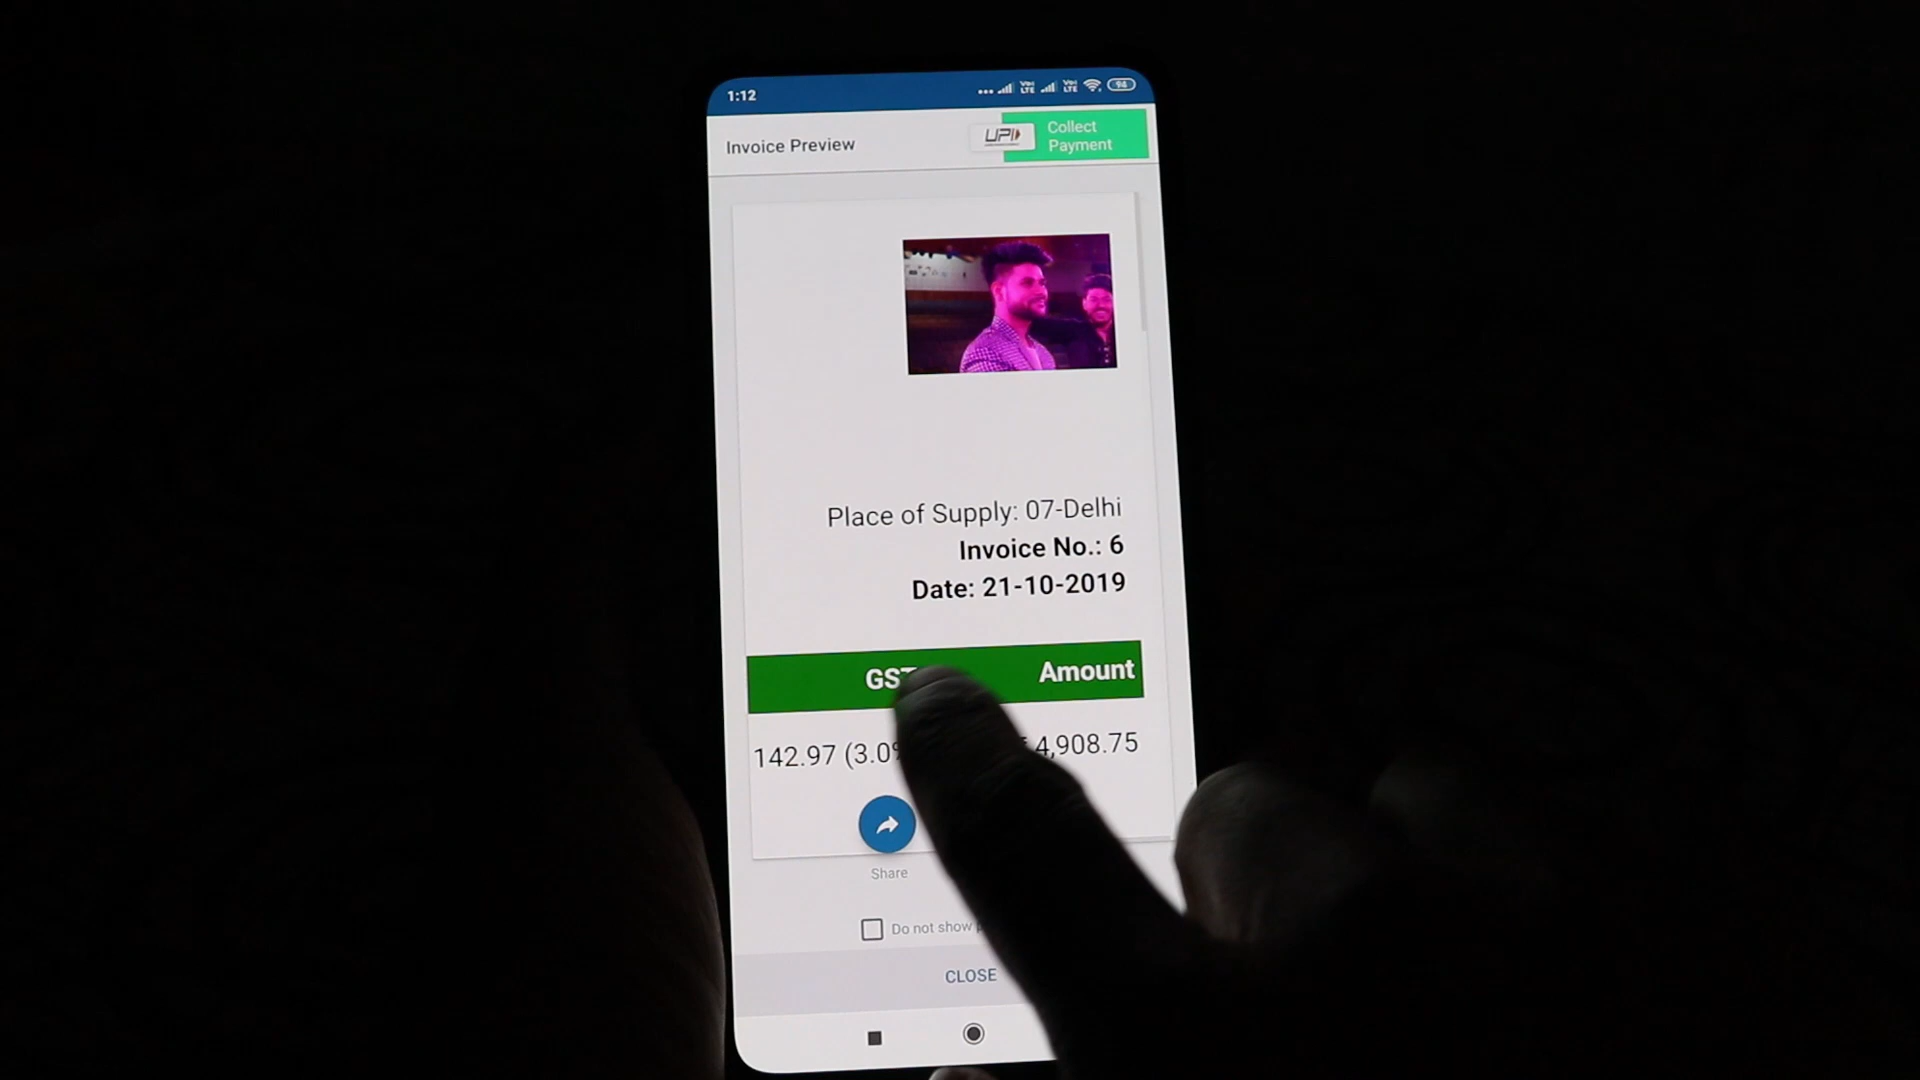 1:12
94
Invoice Preview
UPI
Collect
Payment
Place of Supply: 07-Delhi
Invoice No.: 6
Date: 21-10-2019
GST
Amount
142.97 (3.0%
4,908.75
Share
Do not show
CLOSE